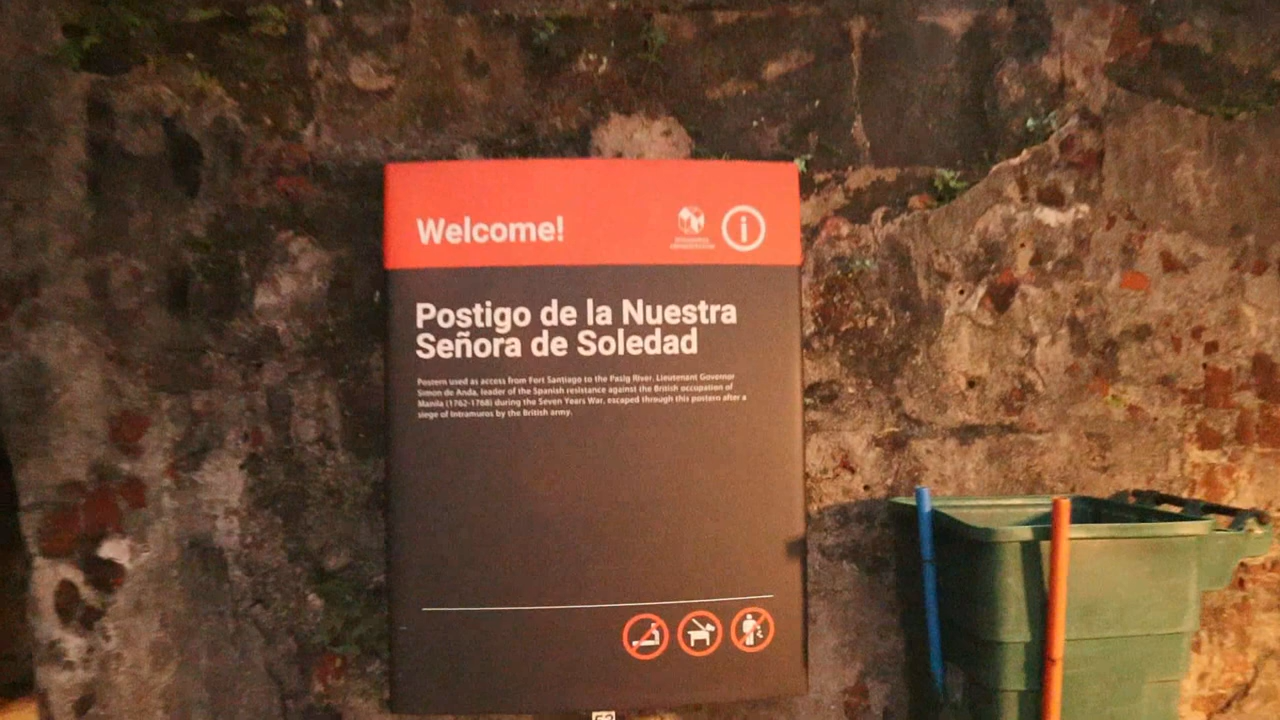 Welcome!
i
Postigo de la Nuestra
Señora de Soledad
Postern used as access from Fort Santiago to the Pasig River. Lieutenant Governor
Simon de Anda, leader of the Spanish resistance against the British occupation of
Manila (1762-1768) during the Seven Years War, escaped through this postern after a
siege of Intramuros by the British army.